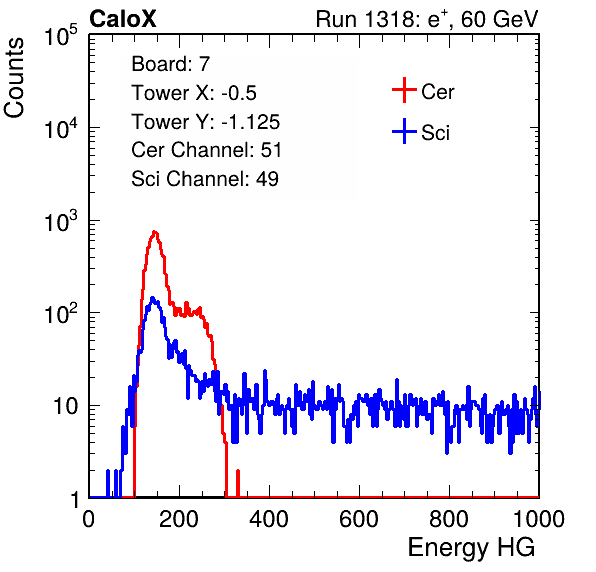 CaloX Run 1318: e⁺, 60 GeV
Counts
Board: 7
Tower X: -0.5
Tower Y: -1.125
Cer Channel: 51
Sci Channel: 49
Cer
Sci
10⁵
10⁴
10³
10²
10
1
0 200 400 600 800 1000
Energy HG